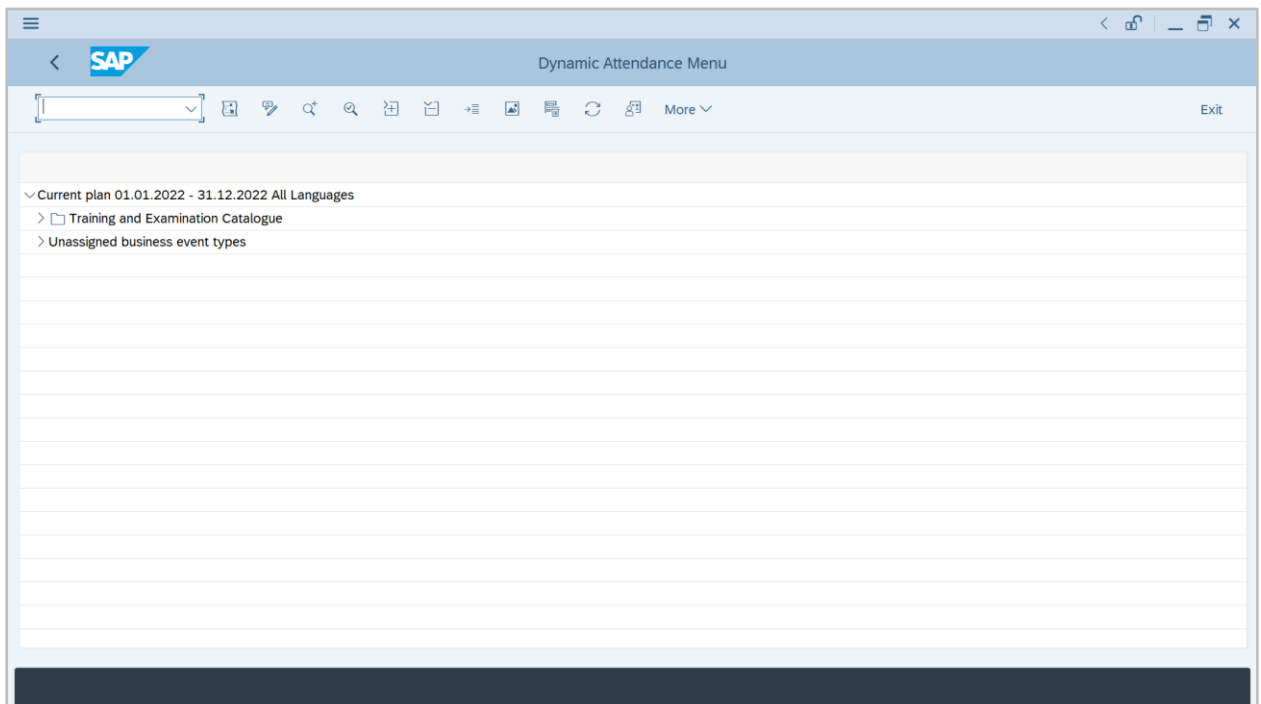 SAP
Dynamic Attendance Menu
More
Exit
Current plan 01.01.2022 - 31.12.2022 All Languages
Training and Examination Catalogue
Unassigned business event types